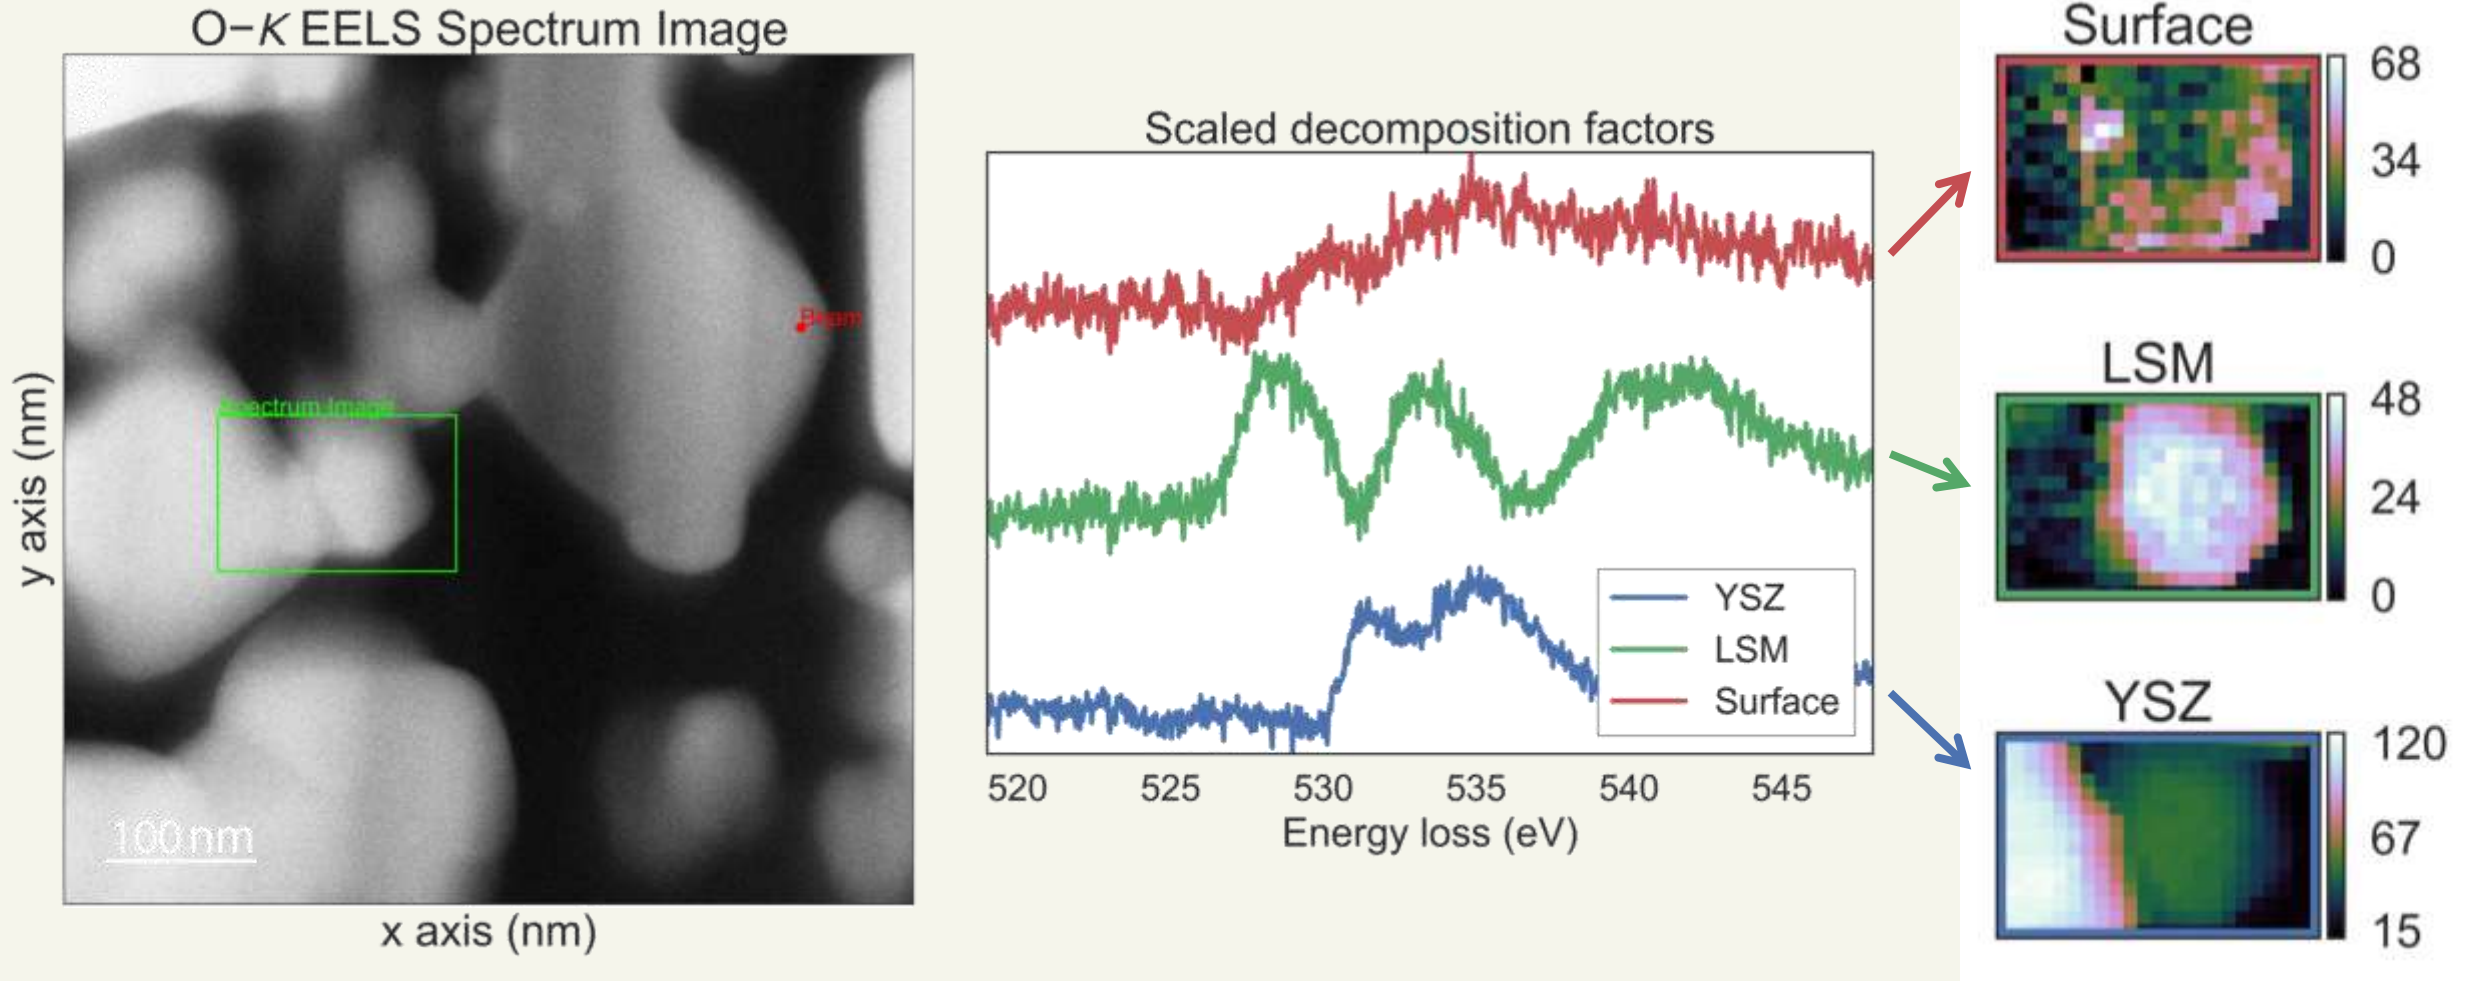 O−K EELS Spectrum Image
y axis (nm)
Spectrum Image
Beam
100 nm
x axis (nm)
Scaled decomposition factors
YSZ
LSM
Surface
520 525 530 535 540 545
Energy loss (eV)
Surface
68
34
0
LSM
48
24
0
YSZ
120
67
15